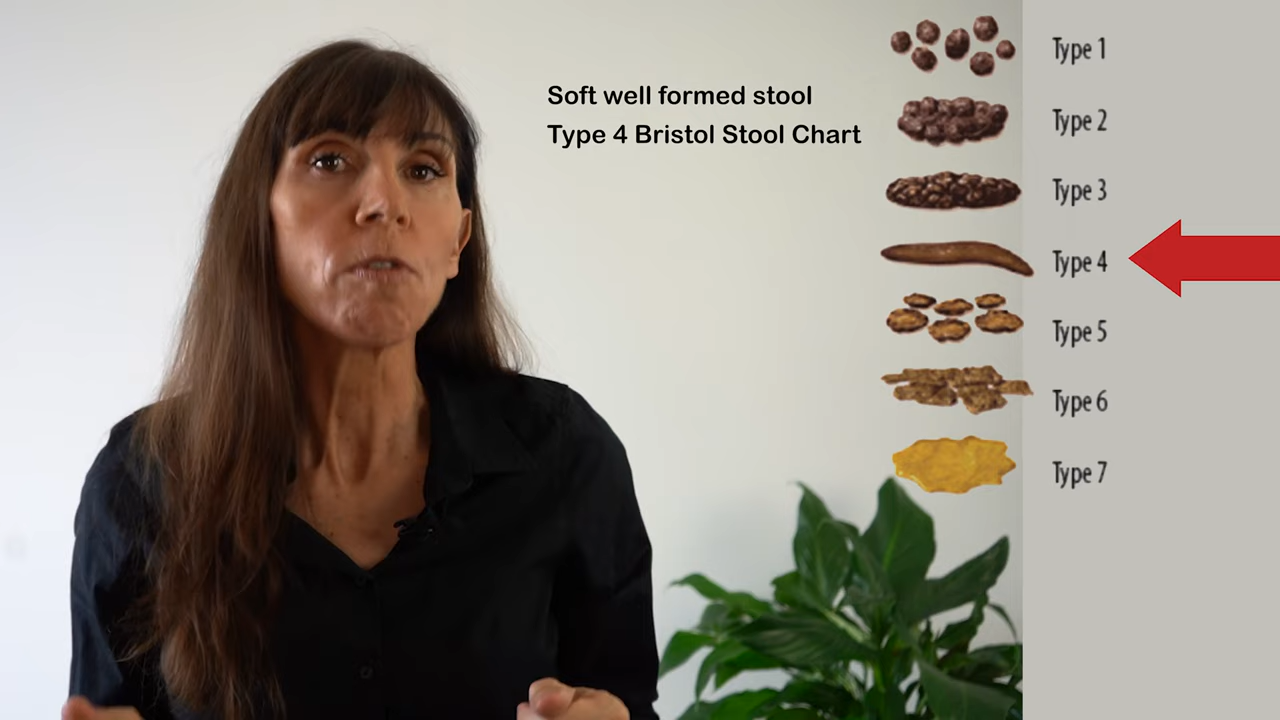 Soft well formed stool
Type 4 Bristol Stool Chart
Type 1
Type 2
Type 3
Type 4
Type 5
Type 6
Type 7